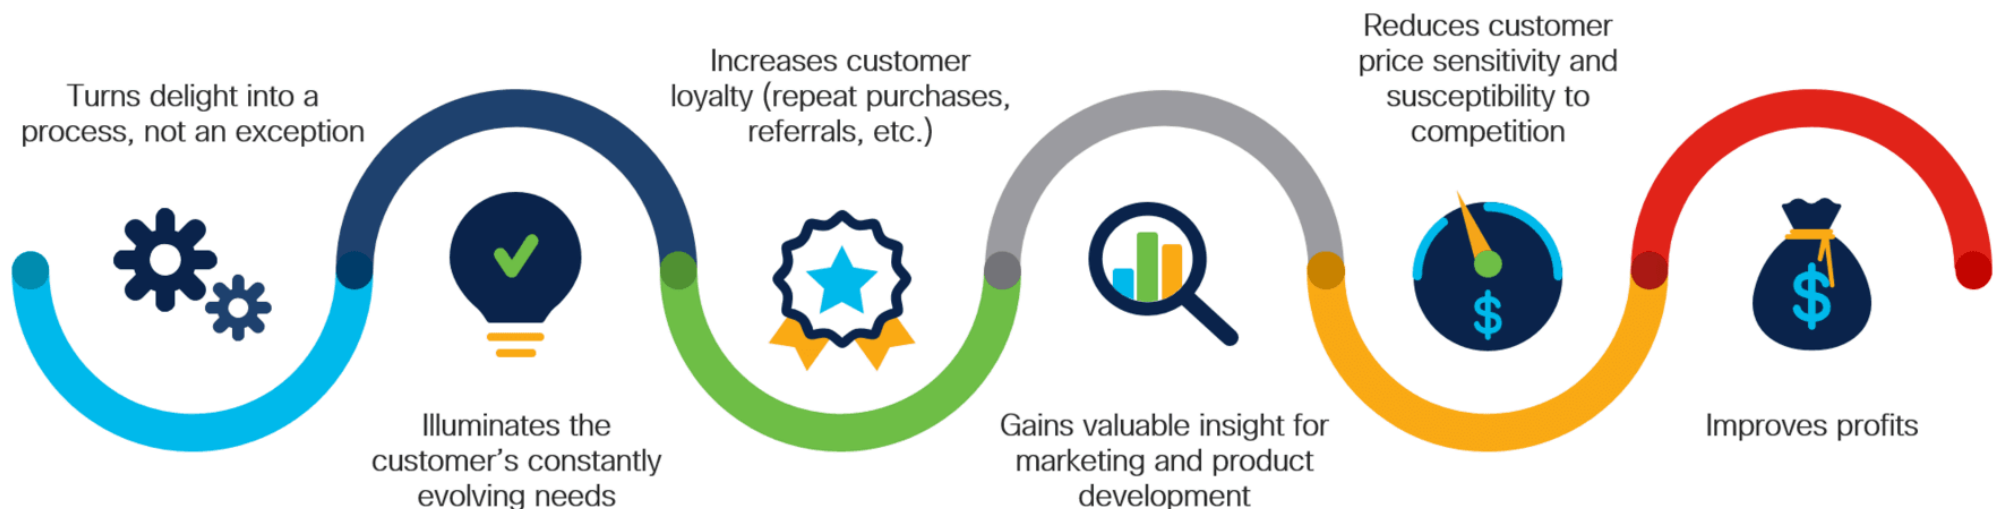 Turns delight into a
process, not an exception
Illuminates the
customer's constantly
evolving needs
Increases customer
loyalty (repeat purchases,
referrals, etc.)
Gains valuable insight for
marketing and product
development
Reduces customer
price sensitivity and
susceptibility to
competition
$
Improves profits
$